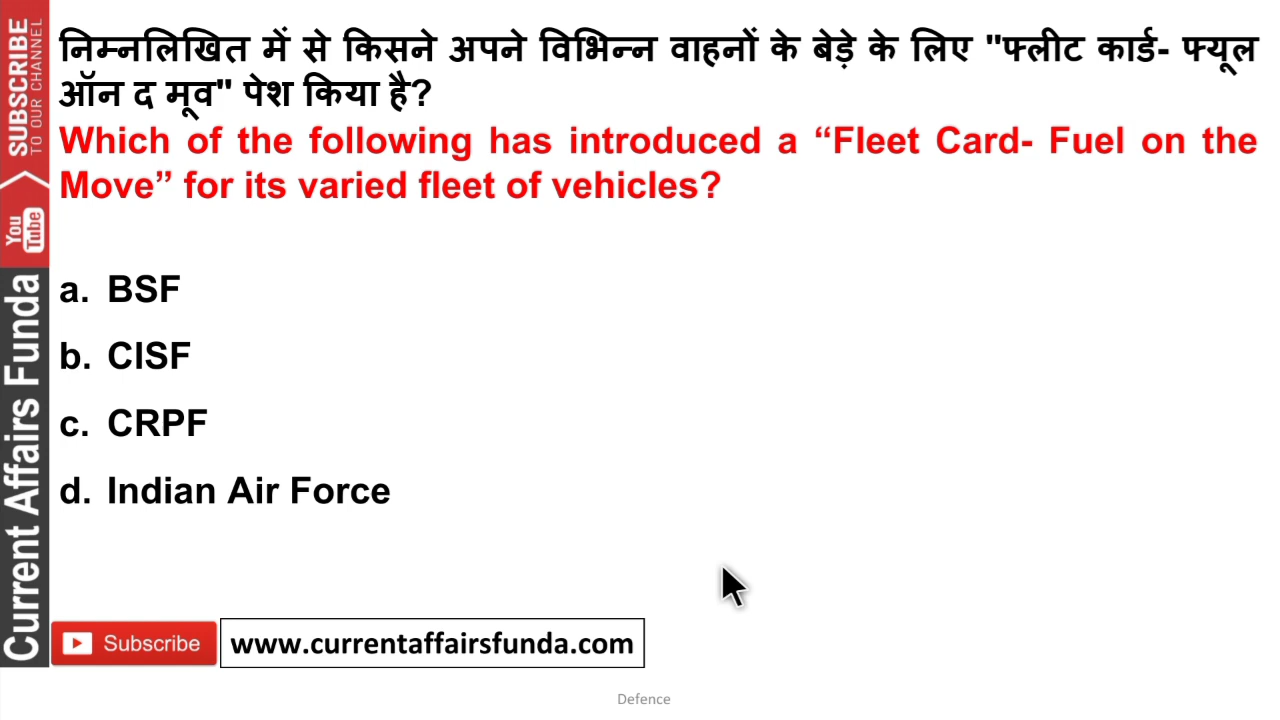 निम्नलिखित में से किसने अपने विभिन्न वाहनों के बेड़े के लिए "फ्लीट कार्ड- फ्यूल
ऑन द मूव" पेश किया है?
Which of the following has introduced a “Fleet Card- Fuel on the
Move” for its varied fleet of vehicles?
a. BSF
b. CISF
c. CRPF
d. Indian Air Force
SUBSCRIBE
TO OUR CHANNEL
You
Tube
Current Affairs Funda
Subscribe
www.currentaffairsfunda.com
Defence